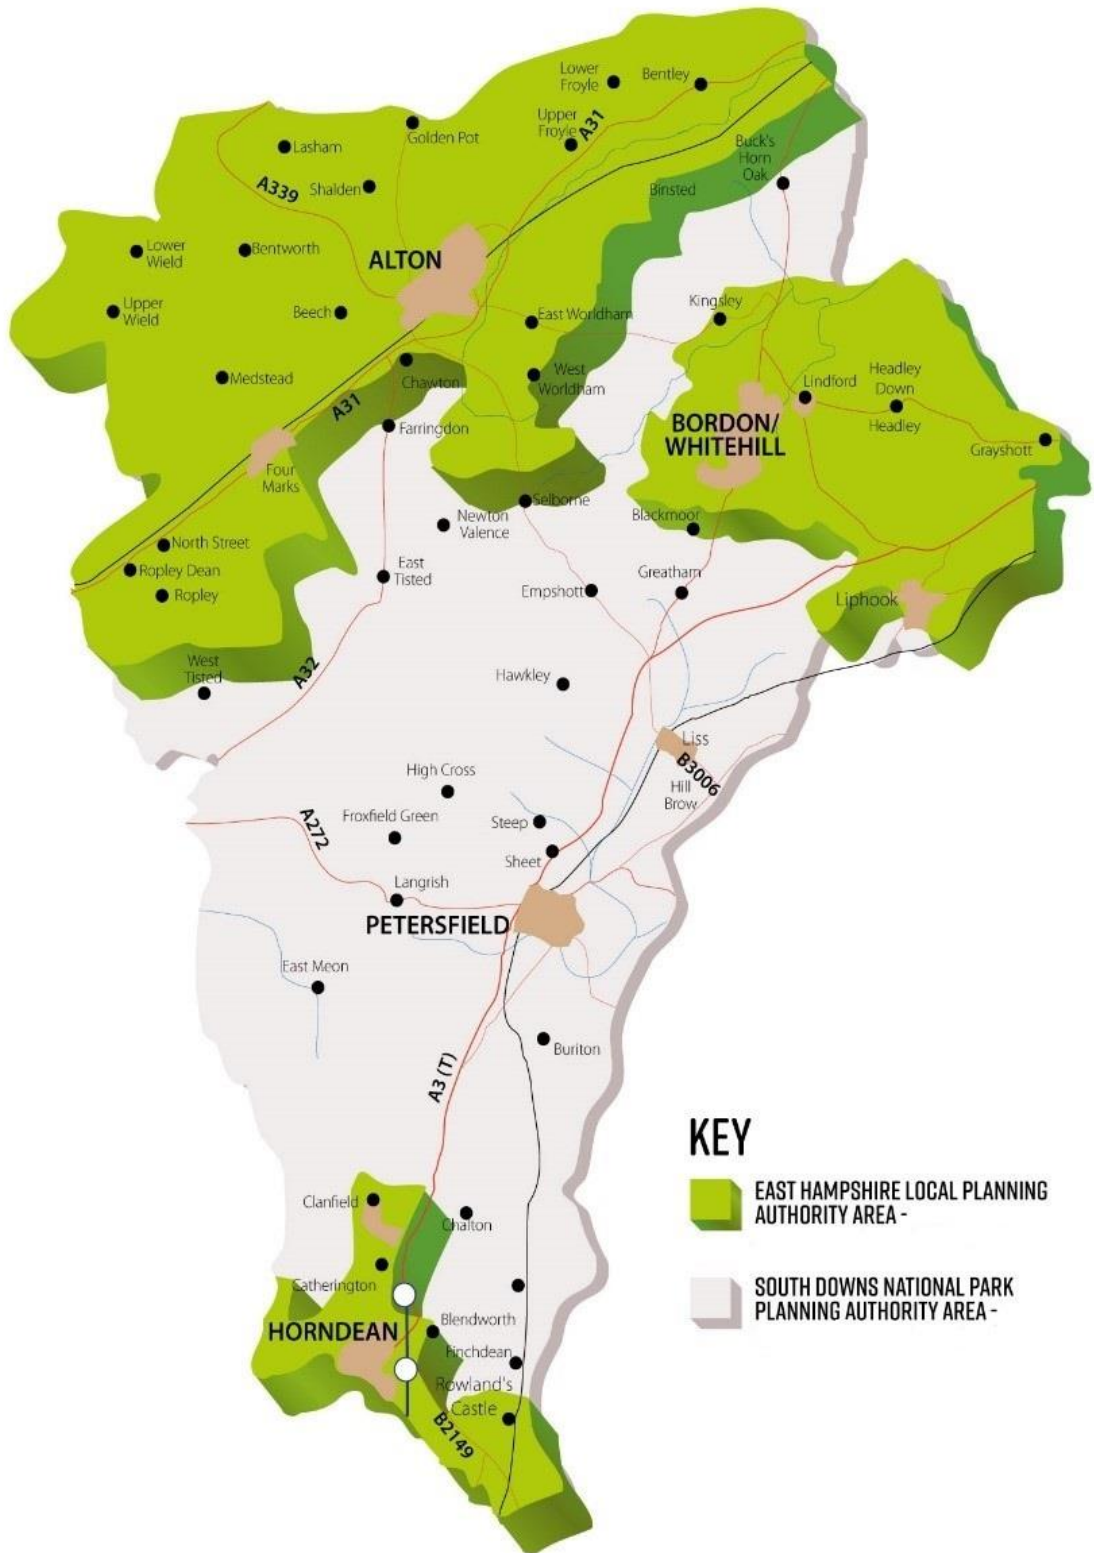 Lower
Froyle
Bentley
Upper
Froyle
A31
Golden Pot
Lasham
Buck's
Horn
Oak
Shalden
A339
Binsted
Lower
Wield
Bentworth
ALTON
Upper
Wield
Beech
East Worldham
Kingsley
Medstead
Chawton
West
Worldham
Lindford
Headley
Down
Headley
A31
Farringdon
BORDON/
WHITEHILL
Grayshott
Four
Marks
Selborne
Newton
Valence
Blackmoor
North Street
Ropley Dean
Ropley
East
Tisted
Empshott
Greatham
Liphook
West
Tisted
A32
Hawkley
Liss
B3006
Hill
Brow
High Cross
Froxfield Green
A272
Steep
Sheet
Langrish
PETERSFIELD
East Meon
Buriton
A3 (T)
KEY
EAST HAMPSHIRE LOCAL PLANNING
AUTHORITY AREA -
SOUTH DOWNS NATIONAL PARK
PLANNING AUTHORITY AREA -
Clanfield
Chalton
Catherington
HORNDEAN
Blendworth
Finchdean
Rowland's
Castle
B2149